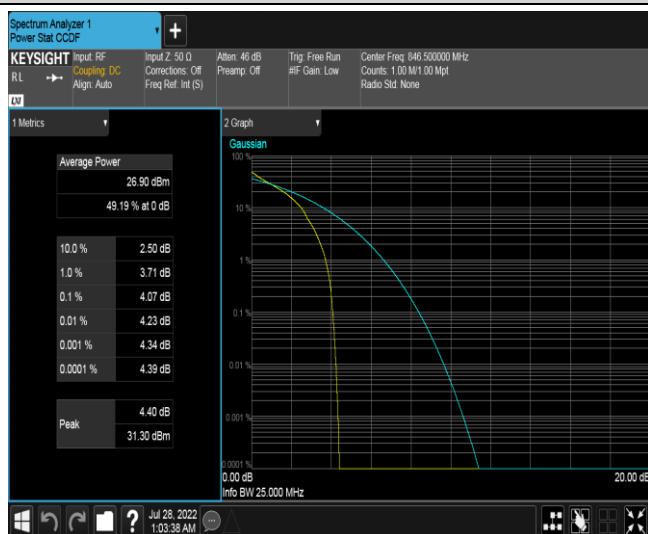 Spectrum Analyzer 1
Power Stat CCDF
+
KEYSIGHT
RL
LXI
Input: RF
Coupling: DC
Align: Auto
Input Z: 50 Ω
Corrections: Off
Freq Ref: Int (S)
Atten: 46 dB
Preamp: Off
Trig: Free Run
#IF Gain: Low
Center Freq: 846.500000 MHz
Counts: 1.00 M/1.00 Mpt
Radio Std: None
1 Metrics
Average Power
26.90 dBm
49.19 % at 0 dB
10.0 % 2.50 dB
1.0 % 3.71 dB
0.1 % 4.07 dB
0.01 % 4.23 dB
0.001 % 4.34 dB
0.0001 % 4.39 dB
Peak 4.40 dB
31.30 dBm
2 Graph
Gaussian
100 %
10 %
1 %
0.1 %
0.01 %
0.001 %
0.0001 %
0.00 dB 20.00 dB
Info BW 25.000 MHz
? Jul 28, 2022
1:03:38 AM